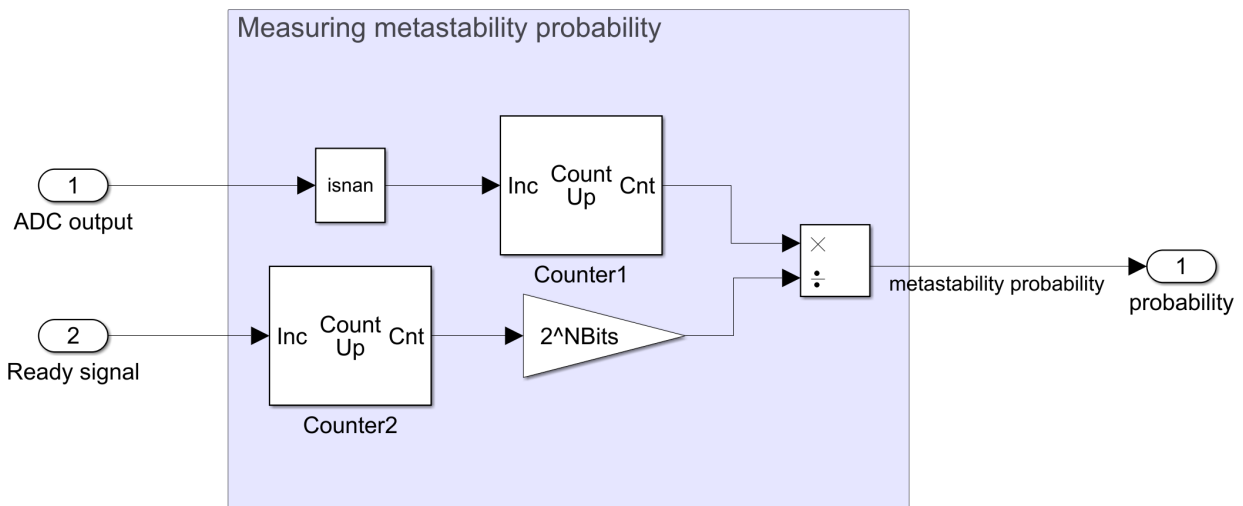 Measuring metastability probability
1
ADC output
isnan
Inc
Count
Up
Cnt
Counter1
×
÷
metastability probability
1
probability
2
Ready signal
Inc
Count
Up
Cnt
Counter2
2^NBits